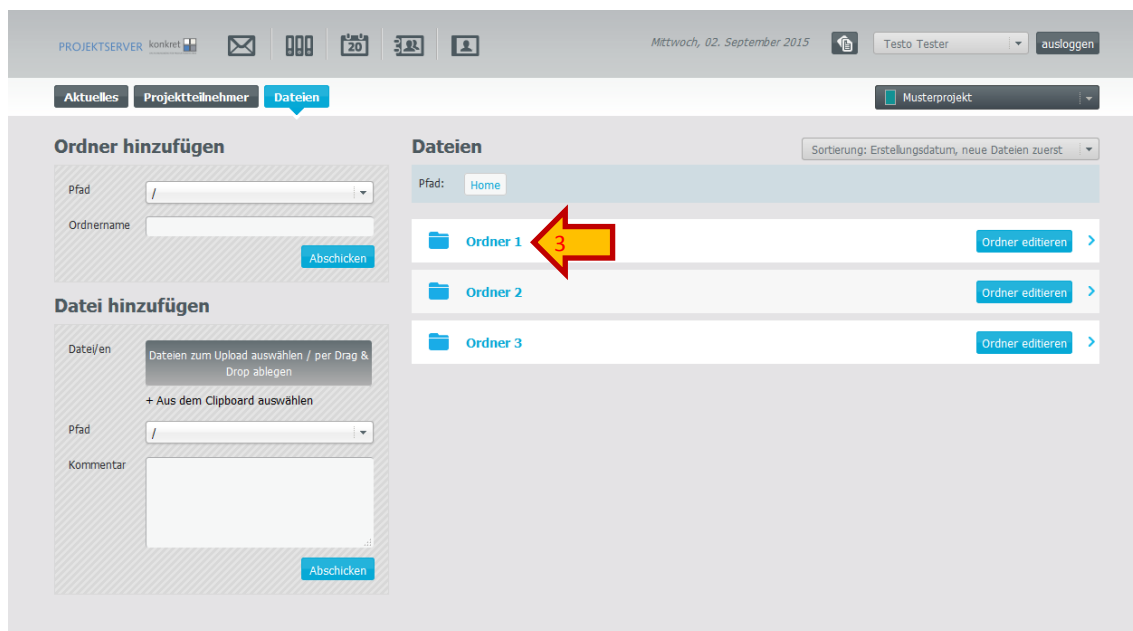 PROJEKTSERVER konkret
20
Mittwoch, 02. September 2015
Testo Tester
ausloggen
Aktuelles
Projektteilnehmer
Dateien
Musterprojekt
Ordner hinzufügen
Pfad
/
Ordnername
Abschicken
Datei hinzufügen
Datei/en
Dateien zum Upload auswählen / per Drag &
Drop ablegen
+ Aus dem Clipboard auswählen
Pfad
/
Kommentar
Abschicken
Dateien
Sortierung: Erstellungsdatum, neue Dateien zuerst
Pfad:
Home
Ordner 1
3
Ordner editieren
Ordner 2
Ordner editieren
Ordner 3
Ordner editieren